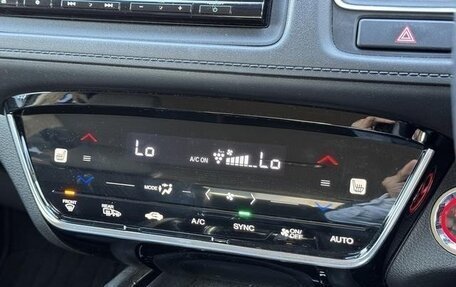 Lo
A/C ON
Lo
MODE
FRONT
REAR
A/C
SYNC
ON/
OFF
AUTO